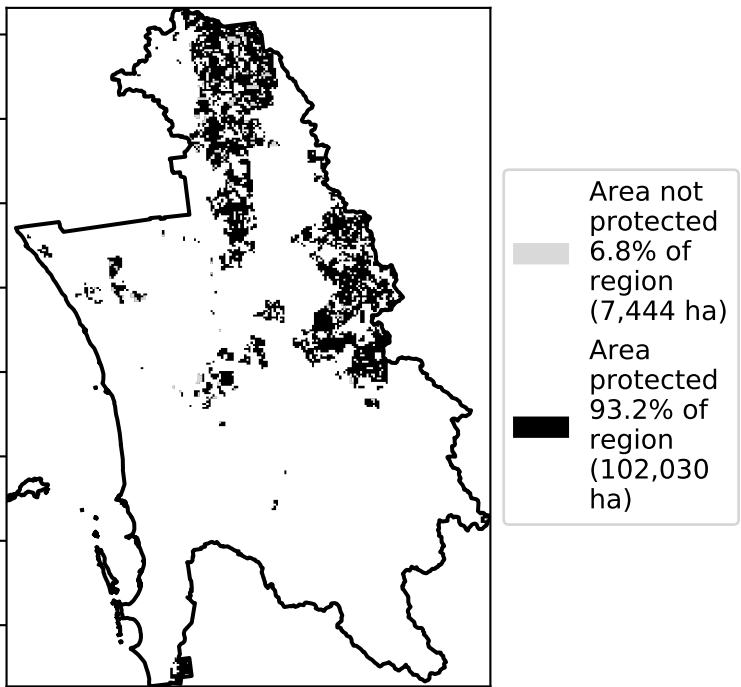 Area not
protected
6.8% of
region
(7,444 ha)
Area
protected
93.2% of
region
(102,030
ha)